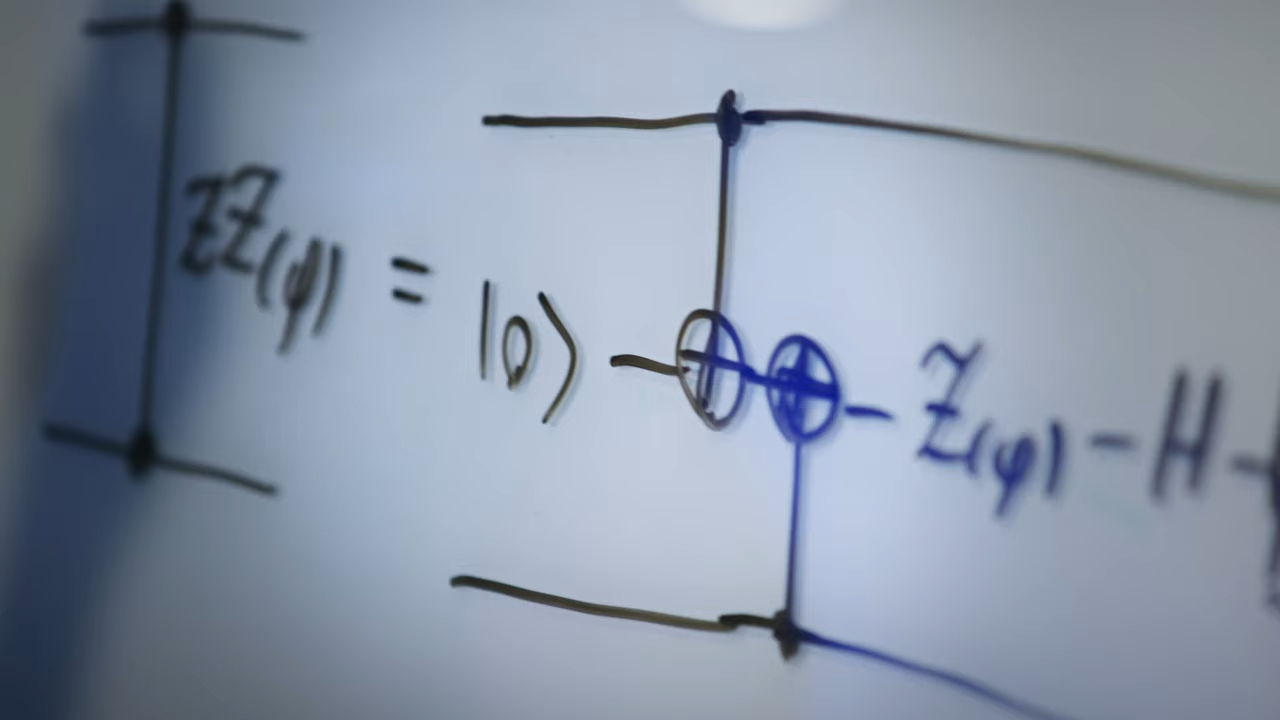 ZZ(φ) = |0⟩ - Z(φ) - H -